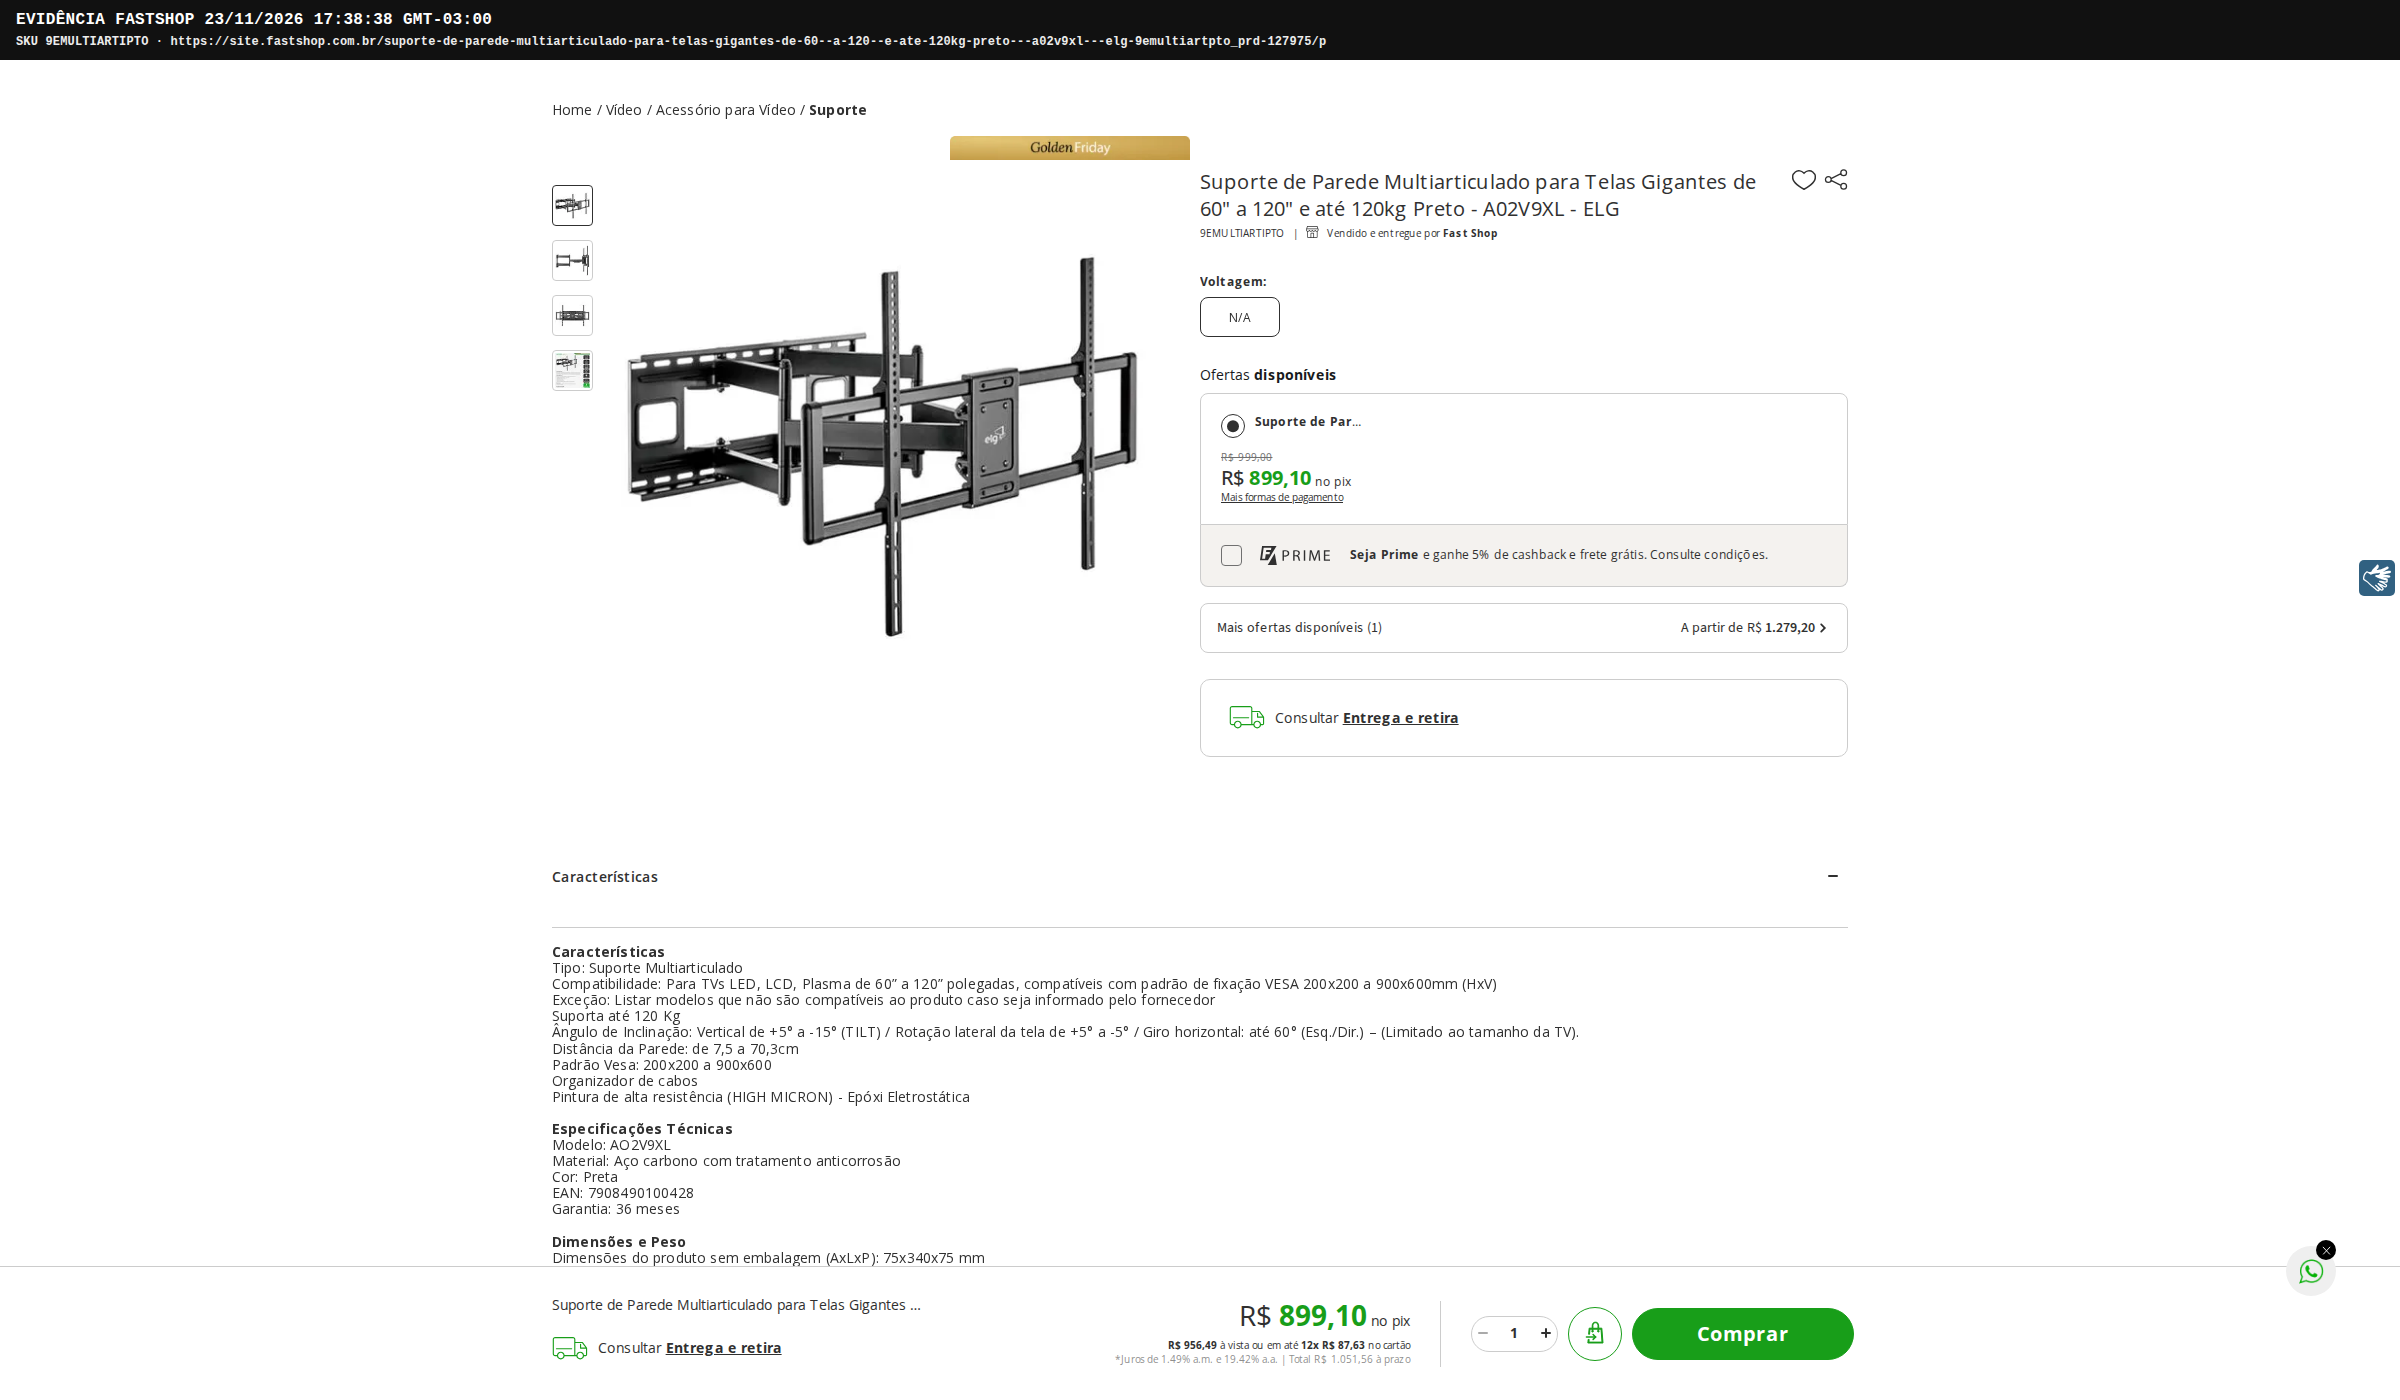 EVIDÊNCIA FASTSHOP 23/11/2026 17:38:38 GMT-03:00
SKU 9EMULTIARTIPTO · https://site.fastshop.com.br/suporte-de-parede-multiarticulado-para-telas-gigantes-de-60--a-120--e-ate-120kg-preto---a02v9xl---elg-9emultiartpto_prd-127975/p
Home / Vídeo / Acessório para Vídeo / Suporte
Golden Friday
Suporte de Parede Multiarticulado para Telas Gigantes de
60" a 120" e até 120kg Preto - A02V9XL - ELG
9EMULTIARTIPTO | Vendido e entregue por Fast Shop
Voltagem:
N/A
elg
Ofertas disponíveis
Suporte de Par...
R$ 999,00
R$ 899,10 no pix
Mais formas de pagamento
PRIME Seja Prime e ganhe 5% de cashback e frete grátis. Consulte condições.
Mais ofertas disponíveis (1) A partir de R$ 1.279,20
Consultar Entrega e retira
Características
Características
Tipo: Suporte Multiarticulado
Compatibilidade: Para TVs LED, LCD, Plasma de 60” a 120” polegadas, compatíveis com padrão de fixação VESA 200x200 a 900x600mm (HxV)
Exceção: Listar modelos que não são compatíveis ao produto caso seja informado pelo fornecedor
Suporta até 120 Kg
Ângulo de Inclinação: Vertical de +5° a -15° (TILT) / Rotação lateral da tela de +5° a -5° / Giro horizontal: até 60° (Esq./Dir.) – (Limitado ao tamanho da TV).
Distância da Parede: de 7,5 a 70,3cm
Padrão Vesa: 200x200 a 900x600
Organizador de cabos
Pintura de alta resistência (HIGH MICRON) - Epóxi Eletrostática
Especificações Técnicas
Modelo: AO2V9XL
Material: Aço carbono com tratamento anticorrosão
Cor: Preta
EAN: 7908490100428
Garantia: 36 meses
Dimensões e Peso
Dimensões do produto sem embalagem (AxLxP): 75x340x75 mm
Suporte de Parede Multiarticulado para Telas Gigantes ...
Consultar Entrega e retira
R$ 899,10 no pix
R$ 956,49 à vista ou em até 12x R$ 87,63 no cartão
*Juros de 1.49% a.m. e 19.42% a.a. | Total R$ 1.051,56 à prazo
1
Comprar